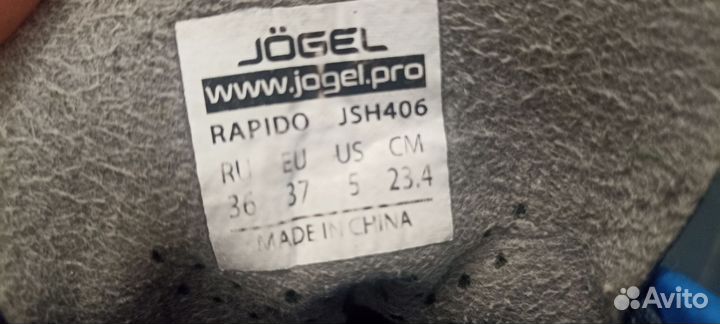 JÖGEL
www.jogel.pro
RAPIDO JSH406
RU EU US CM
36 37 5 23.4
MADE IN CHINA
Avito